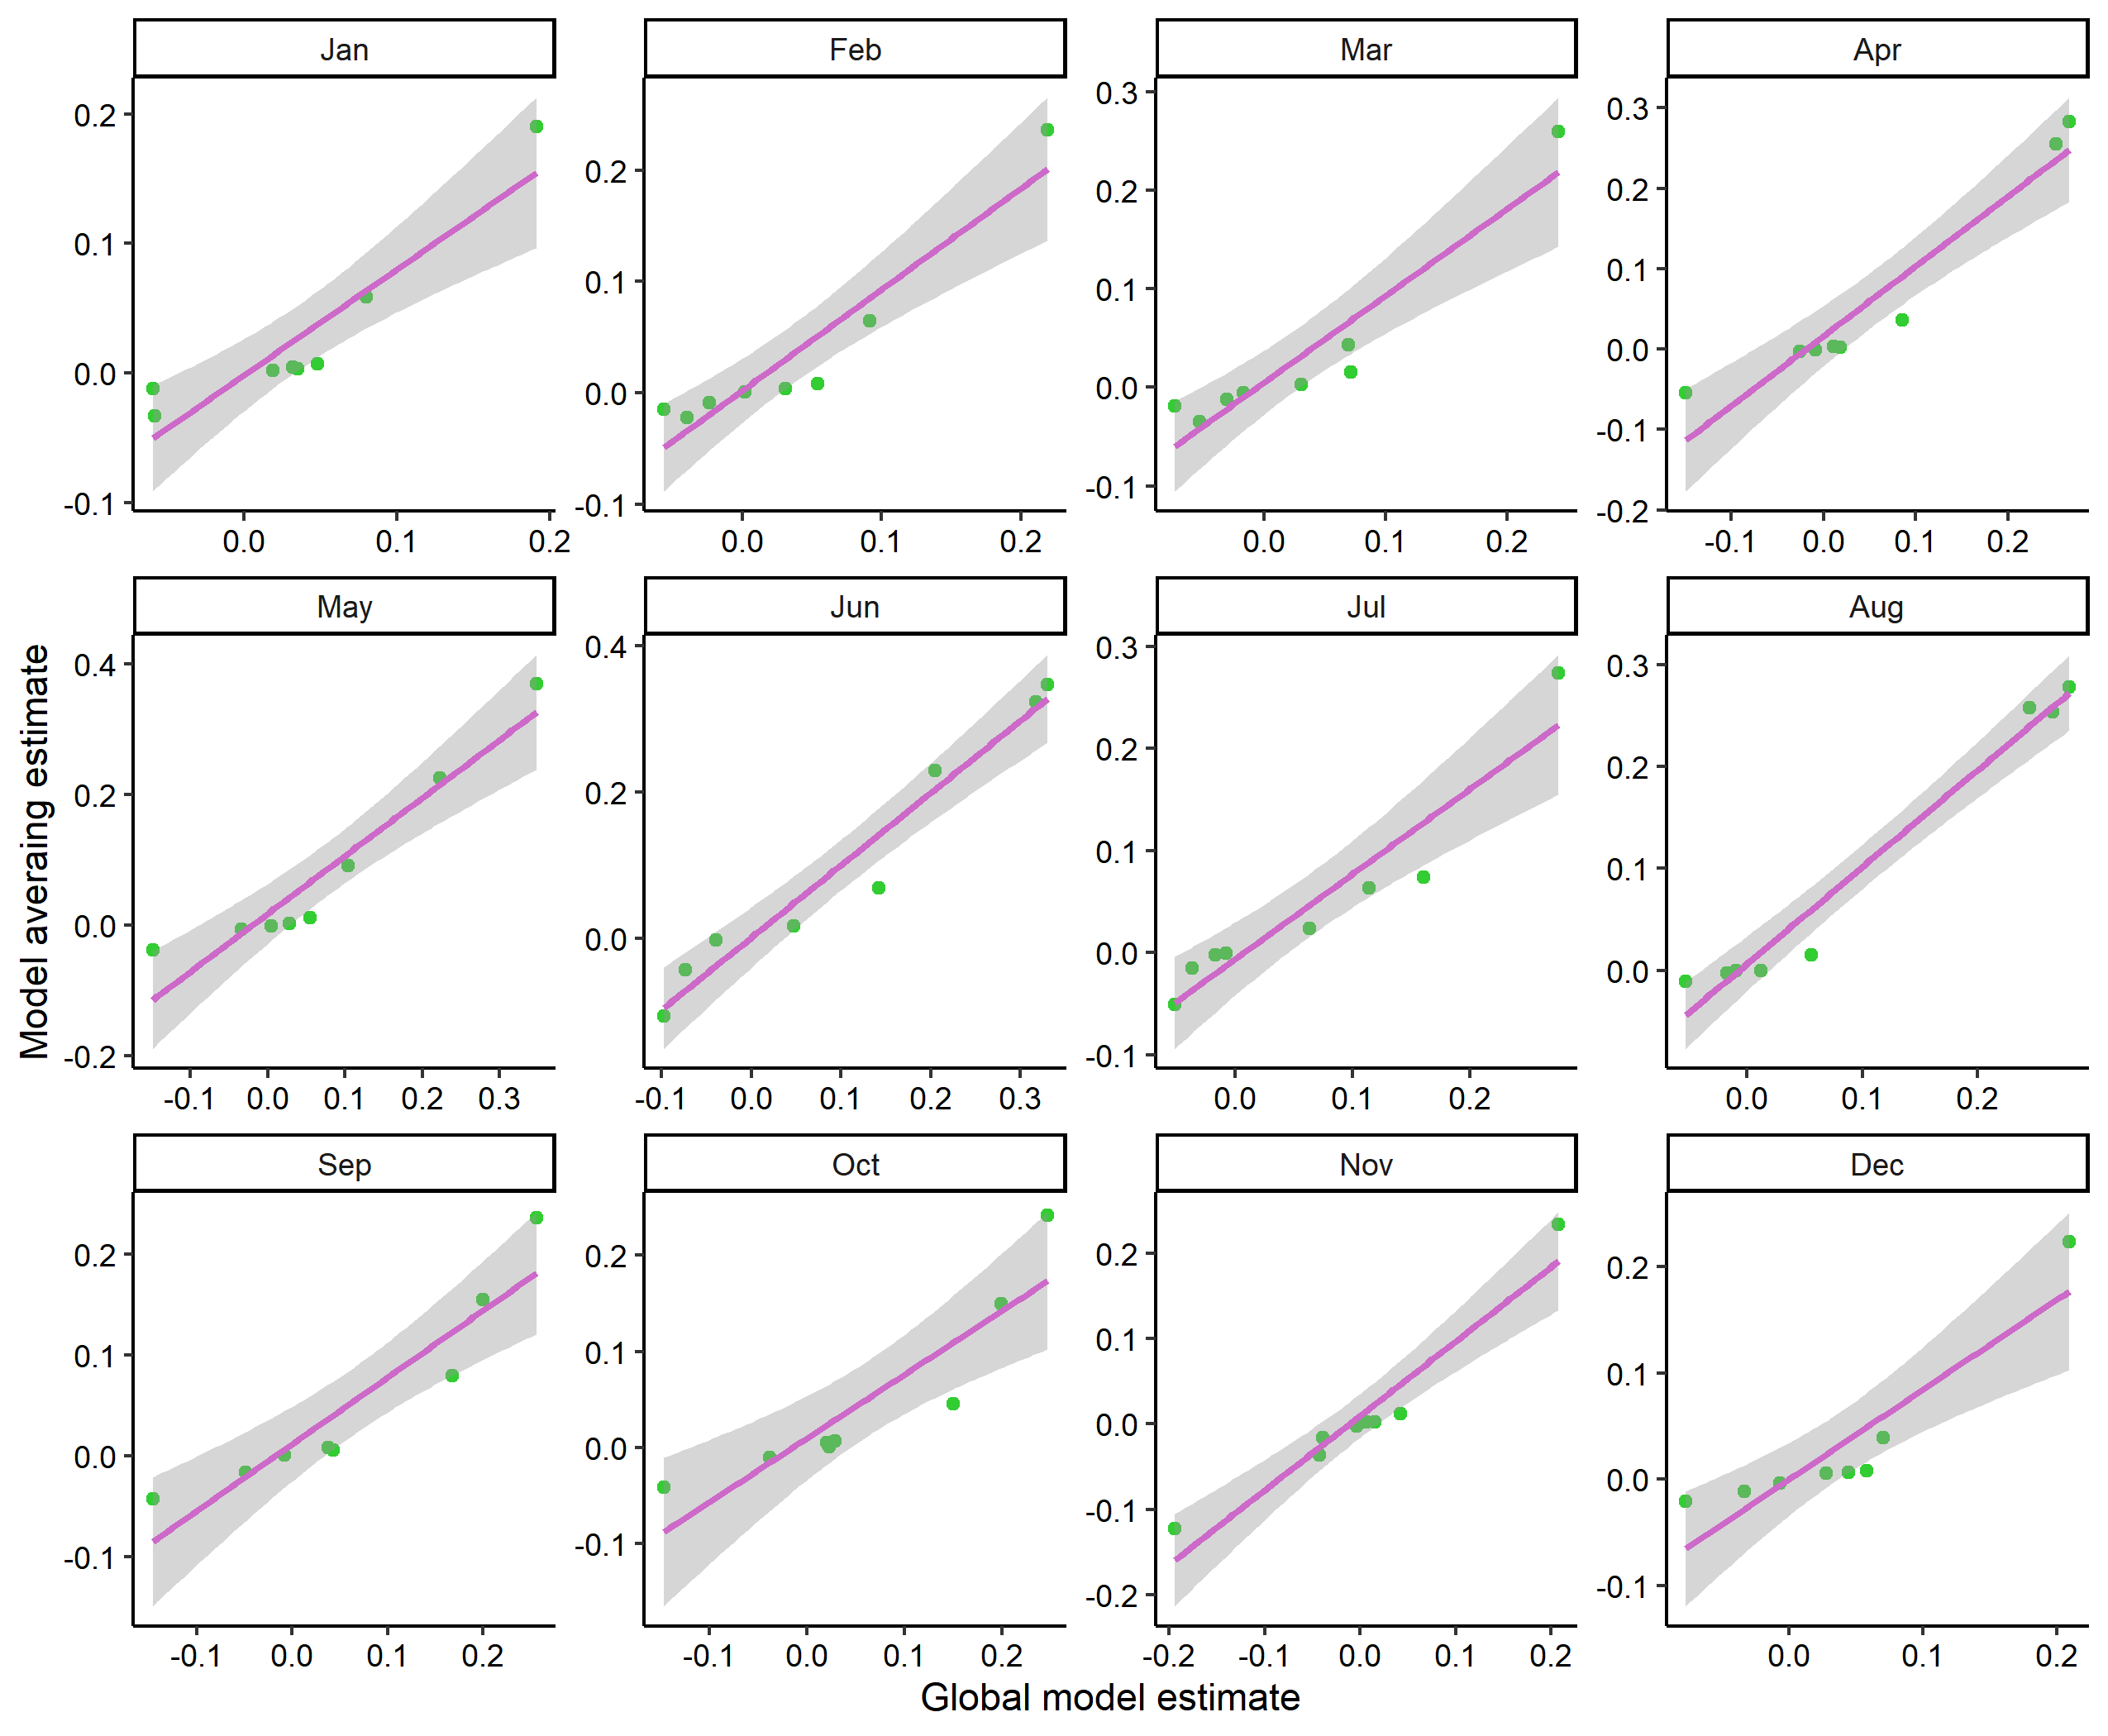 Jan Feb Mar Apr
0.2 0.1 0.0 -0.1
0.2 0.1 0.0 -0.1
0.3 0.2 0.1 0.0 -0.1
0.3 0.2 0.1 0.0 -0.1 -0.2
0.0 0.1 0.2
0.0 0.1 0.2
0.0 0.1 0.2
-0.1 0.0 0.1 0.2
May Jun Jul Aug
0.4 0.2 0.0 -0.2
0.4 0.2 0.0
0.3 0.2 0.1 0.0 -0.1
0.3 0.2 0.1 0.0
-0.1 0.0 0.1 0.2 0.3
-0.1 0.0 0.1 0.2 0.3
0.0 0.1 0.2
0.0 0.1 0.2
Sep Oct Nov Dec
0.2 0.1 0.0 -0.1
0.2 0.1 0.0 -0.1
0.2 0.1 0.0 -0.1 -0.2
0.2 0.1 0.0 -0.1
-0.1 0.0 0.1 0.2
-0.1 0.0 0.1 0.2
-0.2 -0.1 0.0 0.1 0.2
0.0 0.1 0.2
Model averaing estimate
Global model estimate